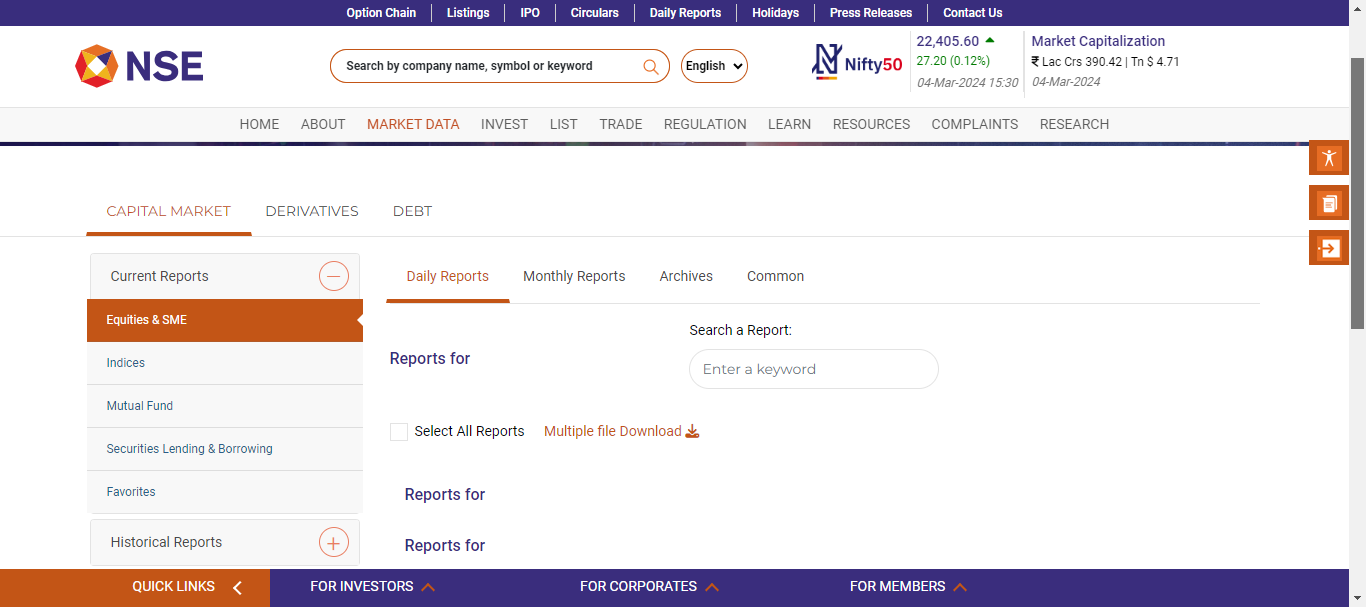 Option Chain Listings IPO Circulars Daily Reports Holidays Press Releases Contact Us
NSE
Search by company name, symbol or keyword
English
Nifty50
22,405.60
27.20 (0.12%)
04-Mar-2024 15:30
Market Capitalization
₹ Lac Crs 390.42 | Tn $ 4.71
04-Mar-2024
HOME ABOUT MARKET DATA INVEST LIST TRADE REGULATION LEARN RESOURCES COMPLAINTS RESEARCH
CAPITAL MARKET DERIVATIVES DEBT
Current Reports
Equities & SME
Indices
Mutual Fund
Securities Lending & Borrowing
Favorites
Historical Reports
Daily Reports Monthly Reports Archives Common
Search a Report:
Reports for
Enter a keyword
Select All Reports Multiple file Download
Reports for
Reports for
QUICK LINKS FOR INVESTORS FOR CORPORATES FOR MEMBERS